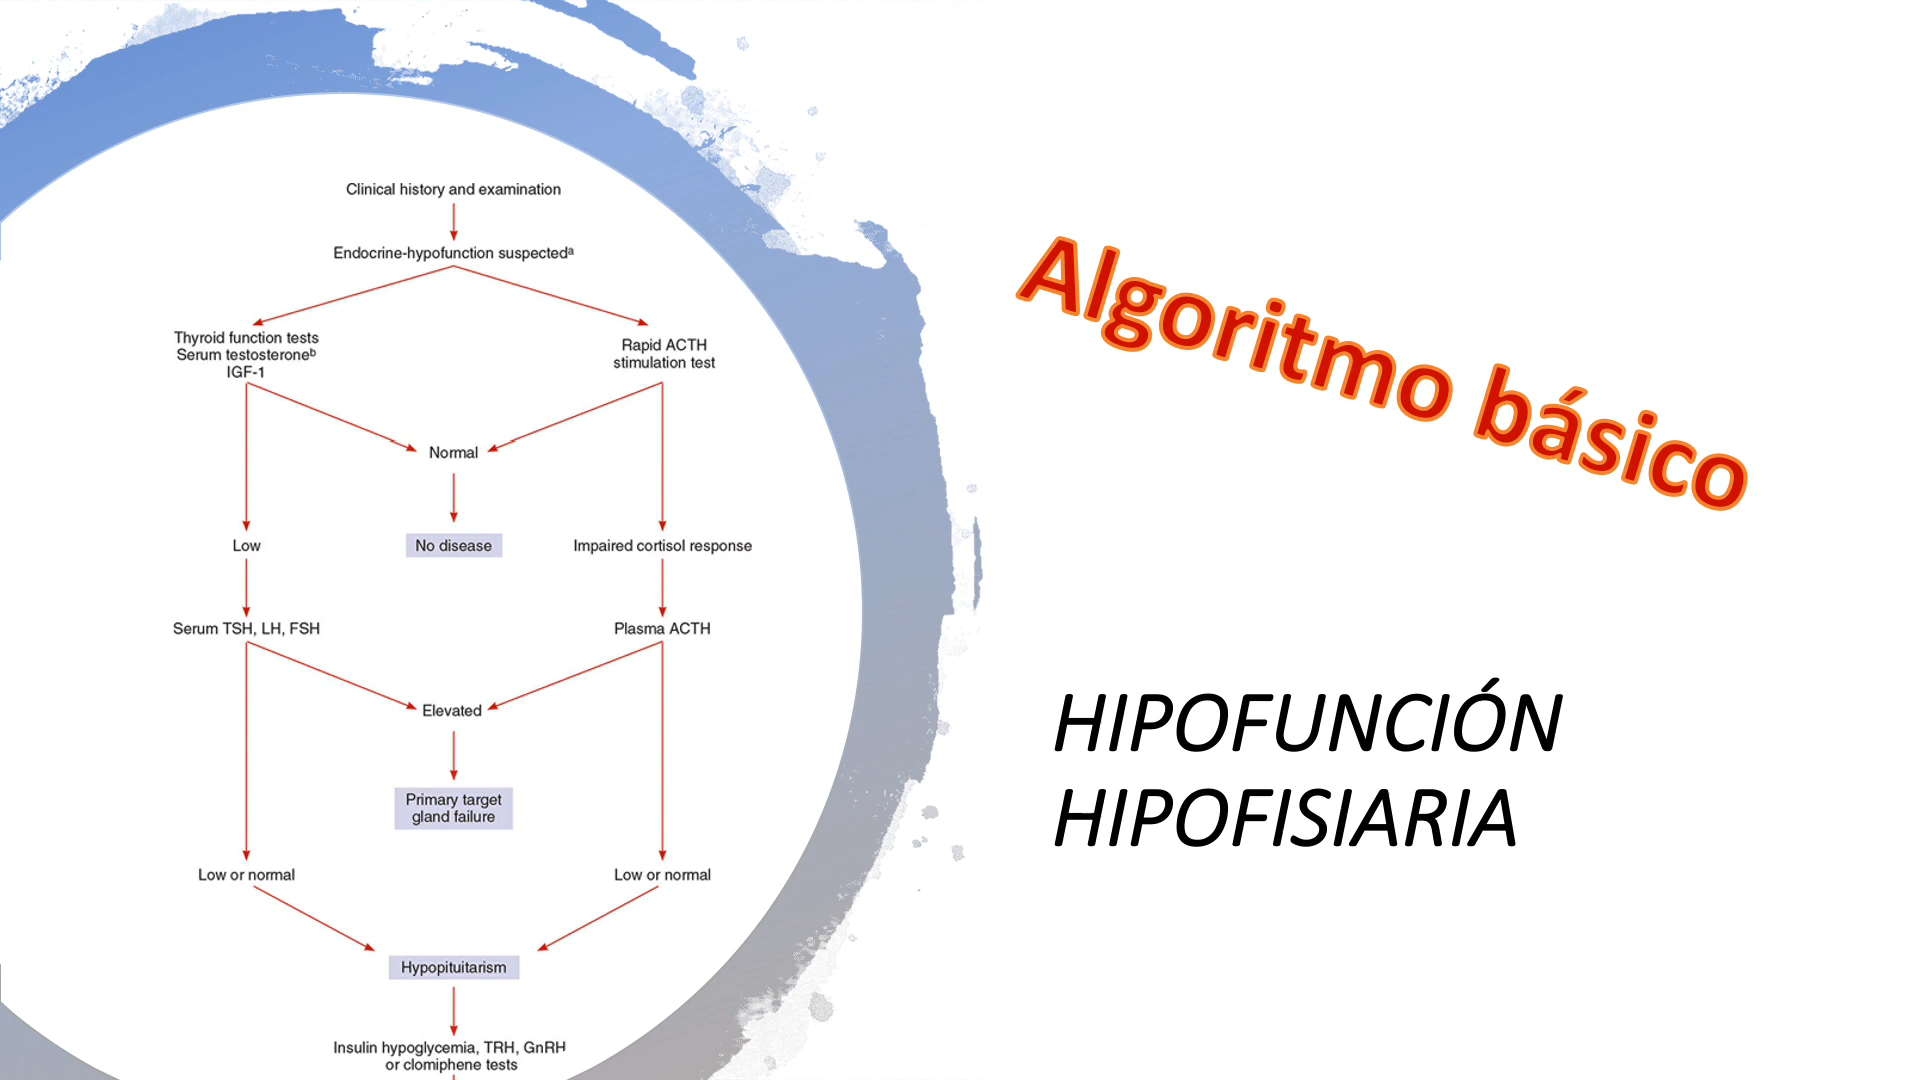 Clinical history and examination
Endocrine-hypofunction suspectedᵃ
Thyroid function tests
Serum testosteroneᵇ
IGF-1
Rapid ACTH
stimulation test
Normal
Low
No disease
Impaired cortisol response
Serum TSH, LH, FSH
Plasma ACTH
Elevated
Primary target
gland failure
Low or normal
Low or normal
Hypopituitarism
Insulin hypoglycemia, TRH, GnRH
or clomiphene tests
Algoritmo básico
HIPOFUNCIÓN
HIPOFISIARIA